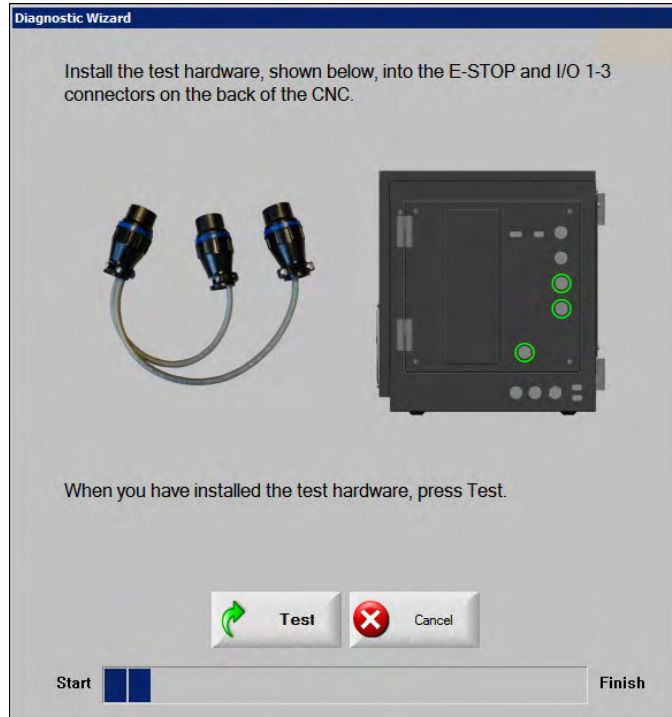 Diagnostic Wizard
Install the test hardware, shown below, into the E-STOP and I/O 1-3
connectors on the back of the CNC.
When you have installed the test hardware, press Test.
Test
Cancel
Start
Finish